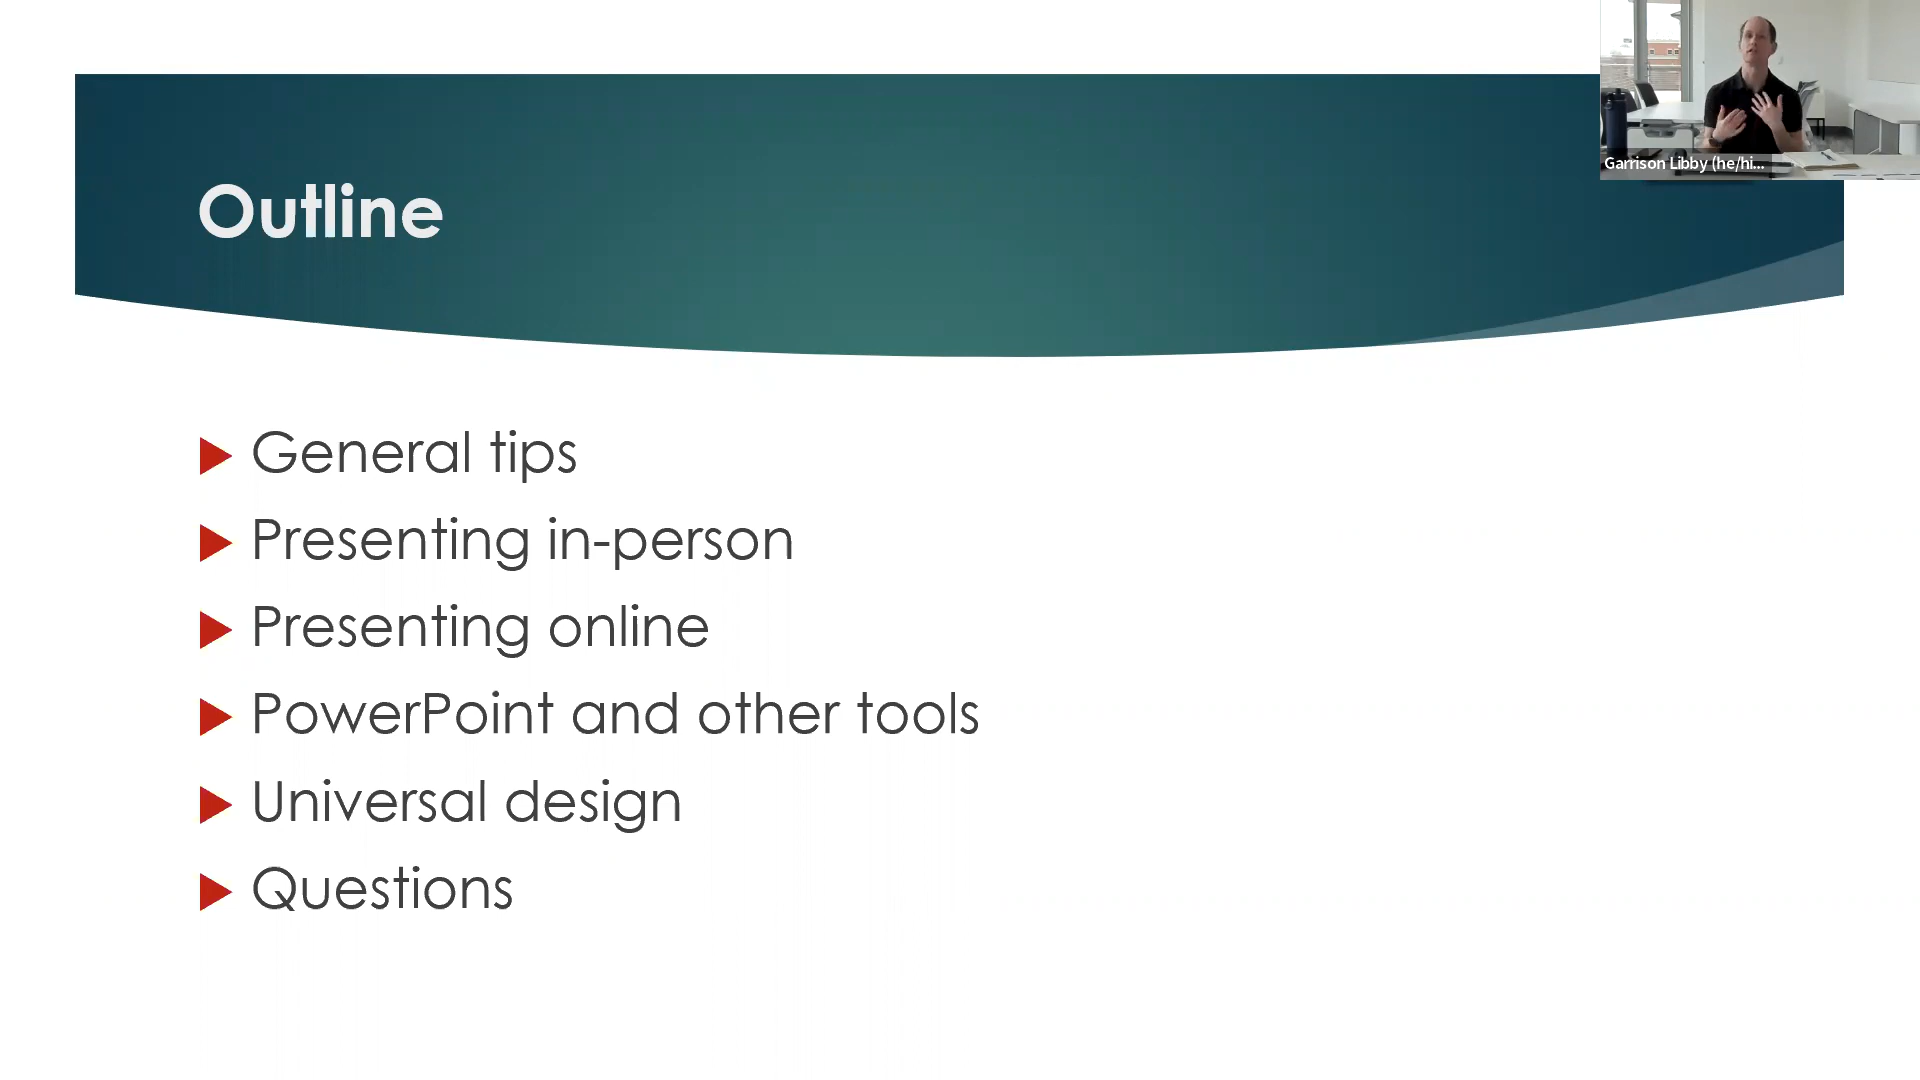 Garrison Libby (he/hi...
Outline
General tips
Presenting in-person
Presenting online
PowerPoint and other tools
Universal design
Questions